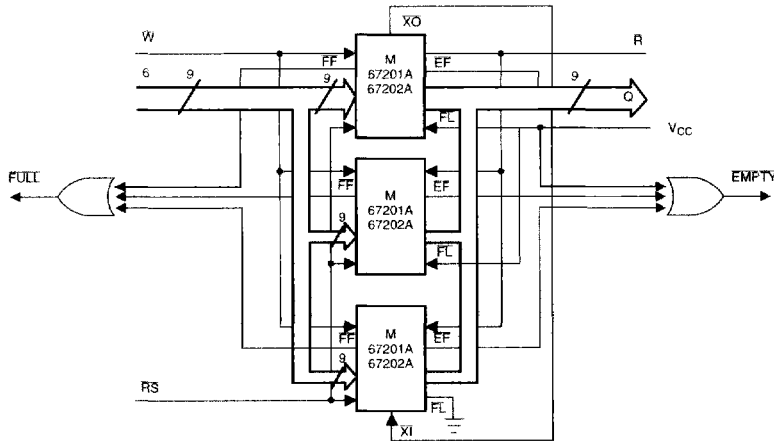 XO
W
R
M
67201A
67202A
FF
EF
6
9
9
9
Q
FL
VCC
M
67201A
67202A
FF
EF
FULL
EMPTY
9
FL
M
67201A
67202A
FF
EF
9
RS
FL
XI